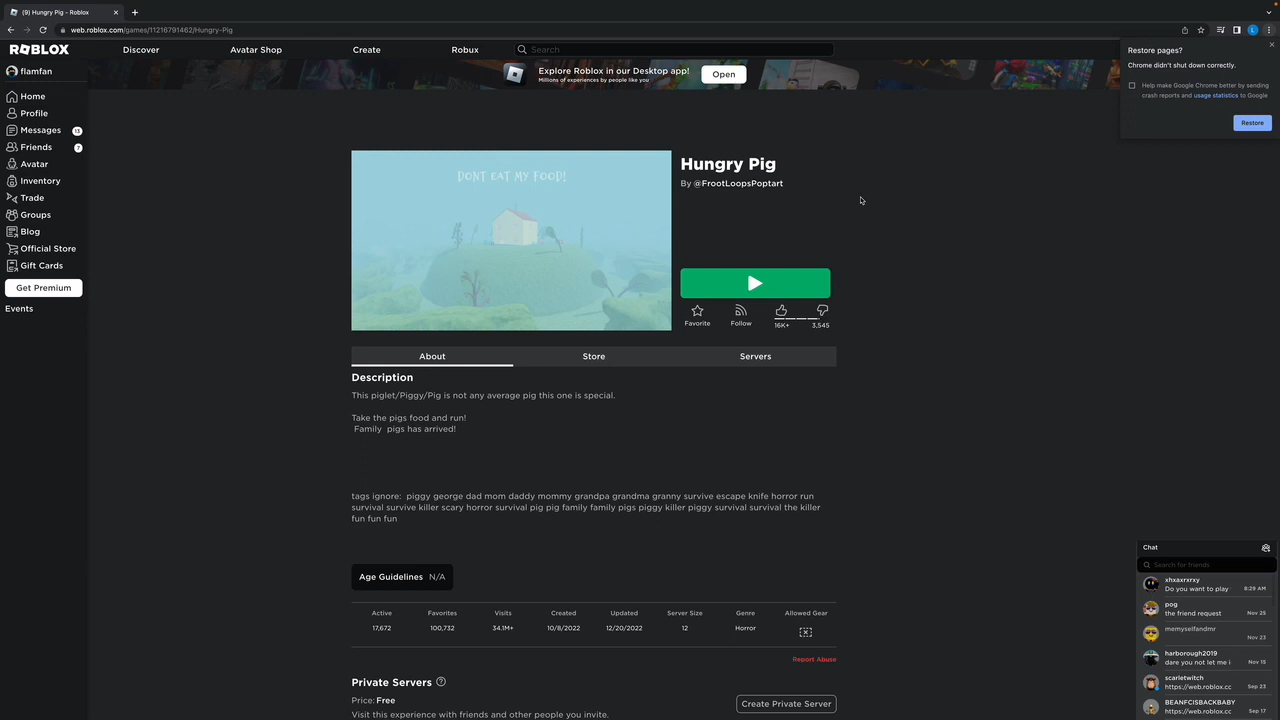 (9) Hungry Pig - Roblox
web.roblox.com/games/11216791462/Hungry-Pig
ROBLOX
Discover
Avatar Shop
Create
Robux
Search
Restore pages?
Chrome didn't shut down correctly.
Help make Google Chrome better by sending
crash reports and usage statistics to Google
Restore
Explore Roblox in our Desktop app!
Millions of experiences by people like you
Open
flamfan
Home
Profile
Messages
13
Friends
7
Avatar
Inventory
Trade
Groups
Blog
Official Store
Gift Cards
Get Premium
Events
DONT EAT MY FOOD!
Hungry Pig
By @FrootLoopsPoptart
Favorite
Follow
16K+
3,545
About
Store
Servers
Description
This piglet/Piggy/Pig is not any average pig this one is special.
Take the pigs food and run!
Family pigs has arrived!
tags ignore: piggy george dad mom daddy mommy grandpa grandma granny survive escape knife horror run
survival survive killer scary horror survival pig pig family family pigs piggy killer piggy survival survival the killer
fun fun fun
Age Guidelines N/A
Active
Favorites
Visits
Created
Updated
Server Size
Genre
Allowed Gear
17,672
100,732
34.1M+
10/8/2022
12/20/2022
12
Horror
Report Abuse
Private Servers
Price: Free
Visit this experience with friends and other people you invite.
Create Private Server
Chat
Search for friends
xhxaxrxrxy
Do you want to play
8:29 AM
pog
the friend request
Nov 25
memyselfandmr
Nov 23
harborough2019
dare you not let me i
Nov 15
scarletwitch
https://web.roblox.cc
Sep 23
BEANFCISBACKBABY
https://web.roblox.cc
Sep 17
L